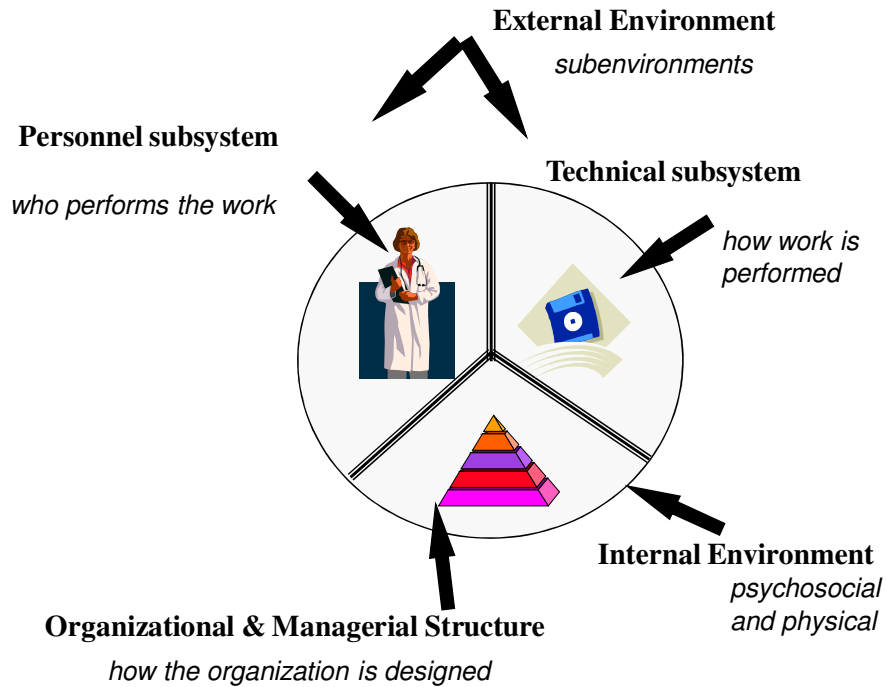 External Environment
subenvironments
Personnel subsystem
who performs the work
Technical subsystem
how work is
performed
Internal Environment
psychosocial
and physical
Organizational & Managerial Structure
how the organization is designed